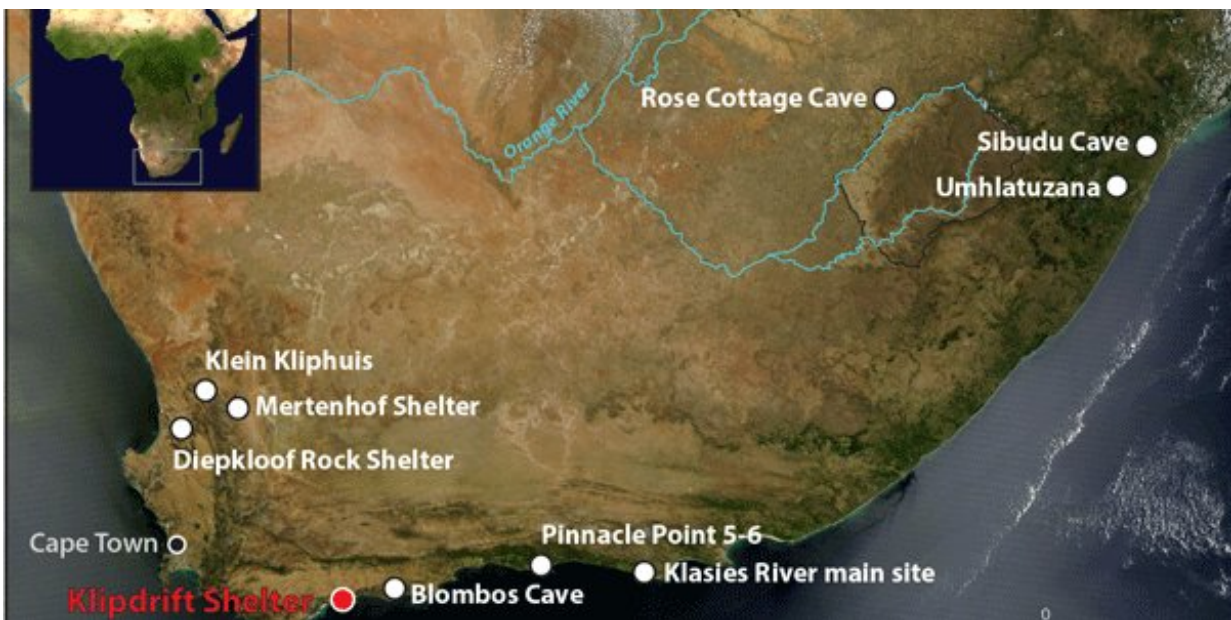 Rose Cottage Cave
Orange River
Sibudu Cave
Umhlatuzana
Klein Kliphuis
Mertenhof Shelter
Diepkloof Rock Shelter
Cape Town
Pinnacle Point 5-6
Klasies River main site
Blombos Cave
Klipdrift Shelter
0